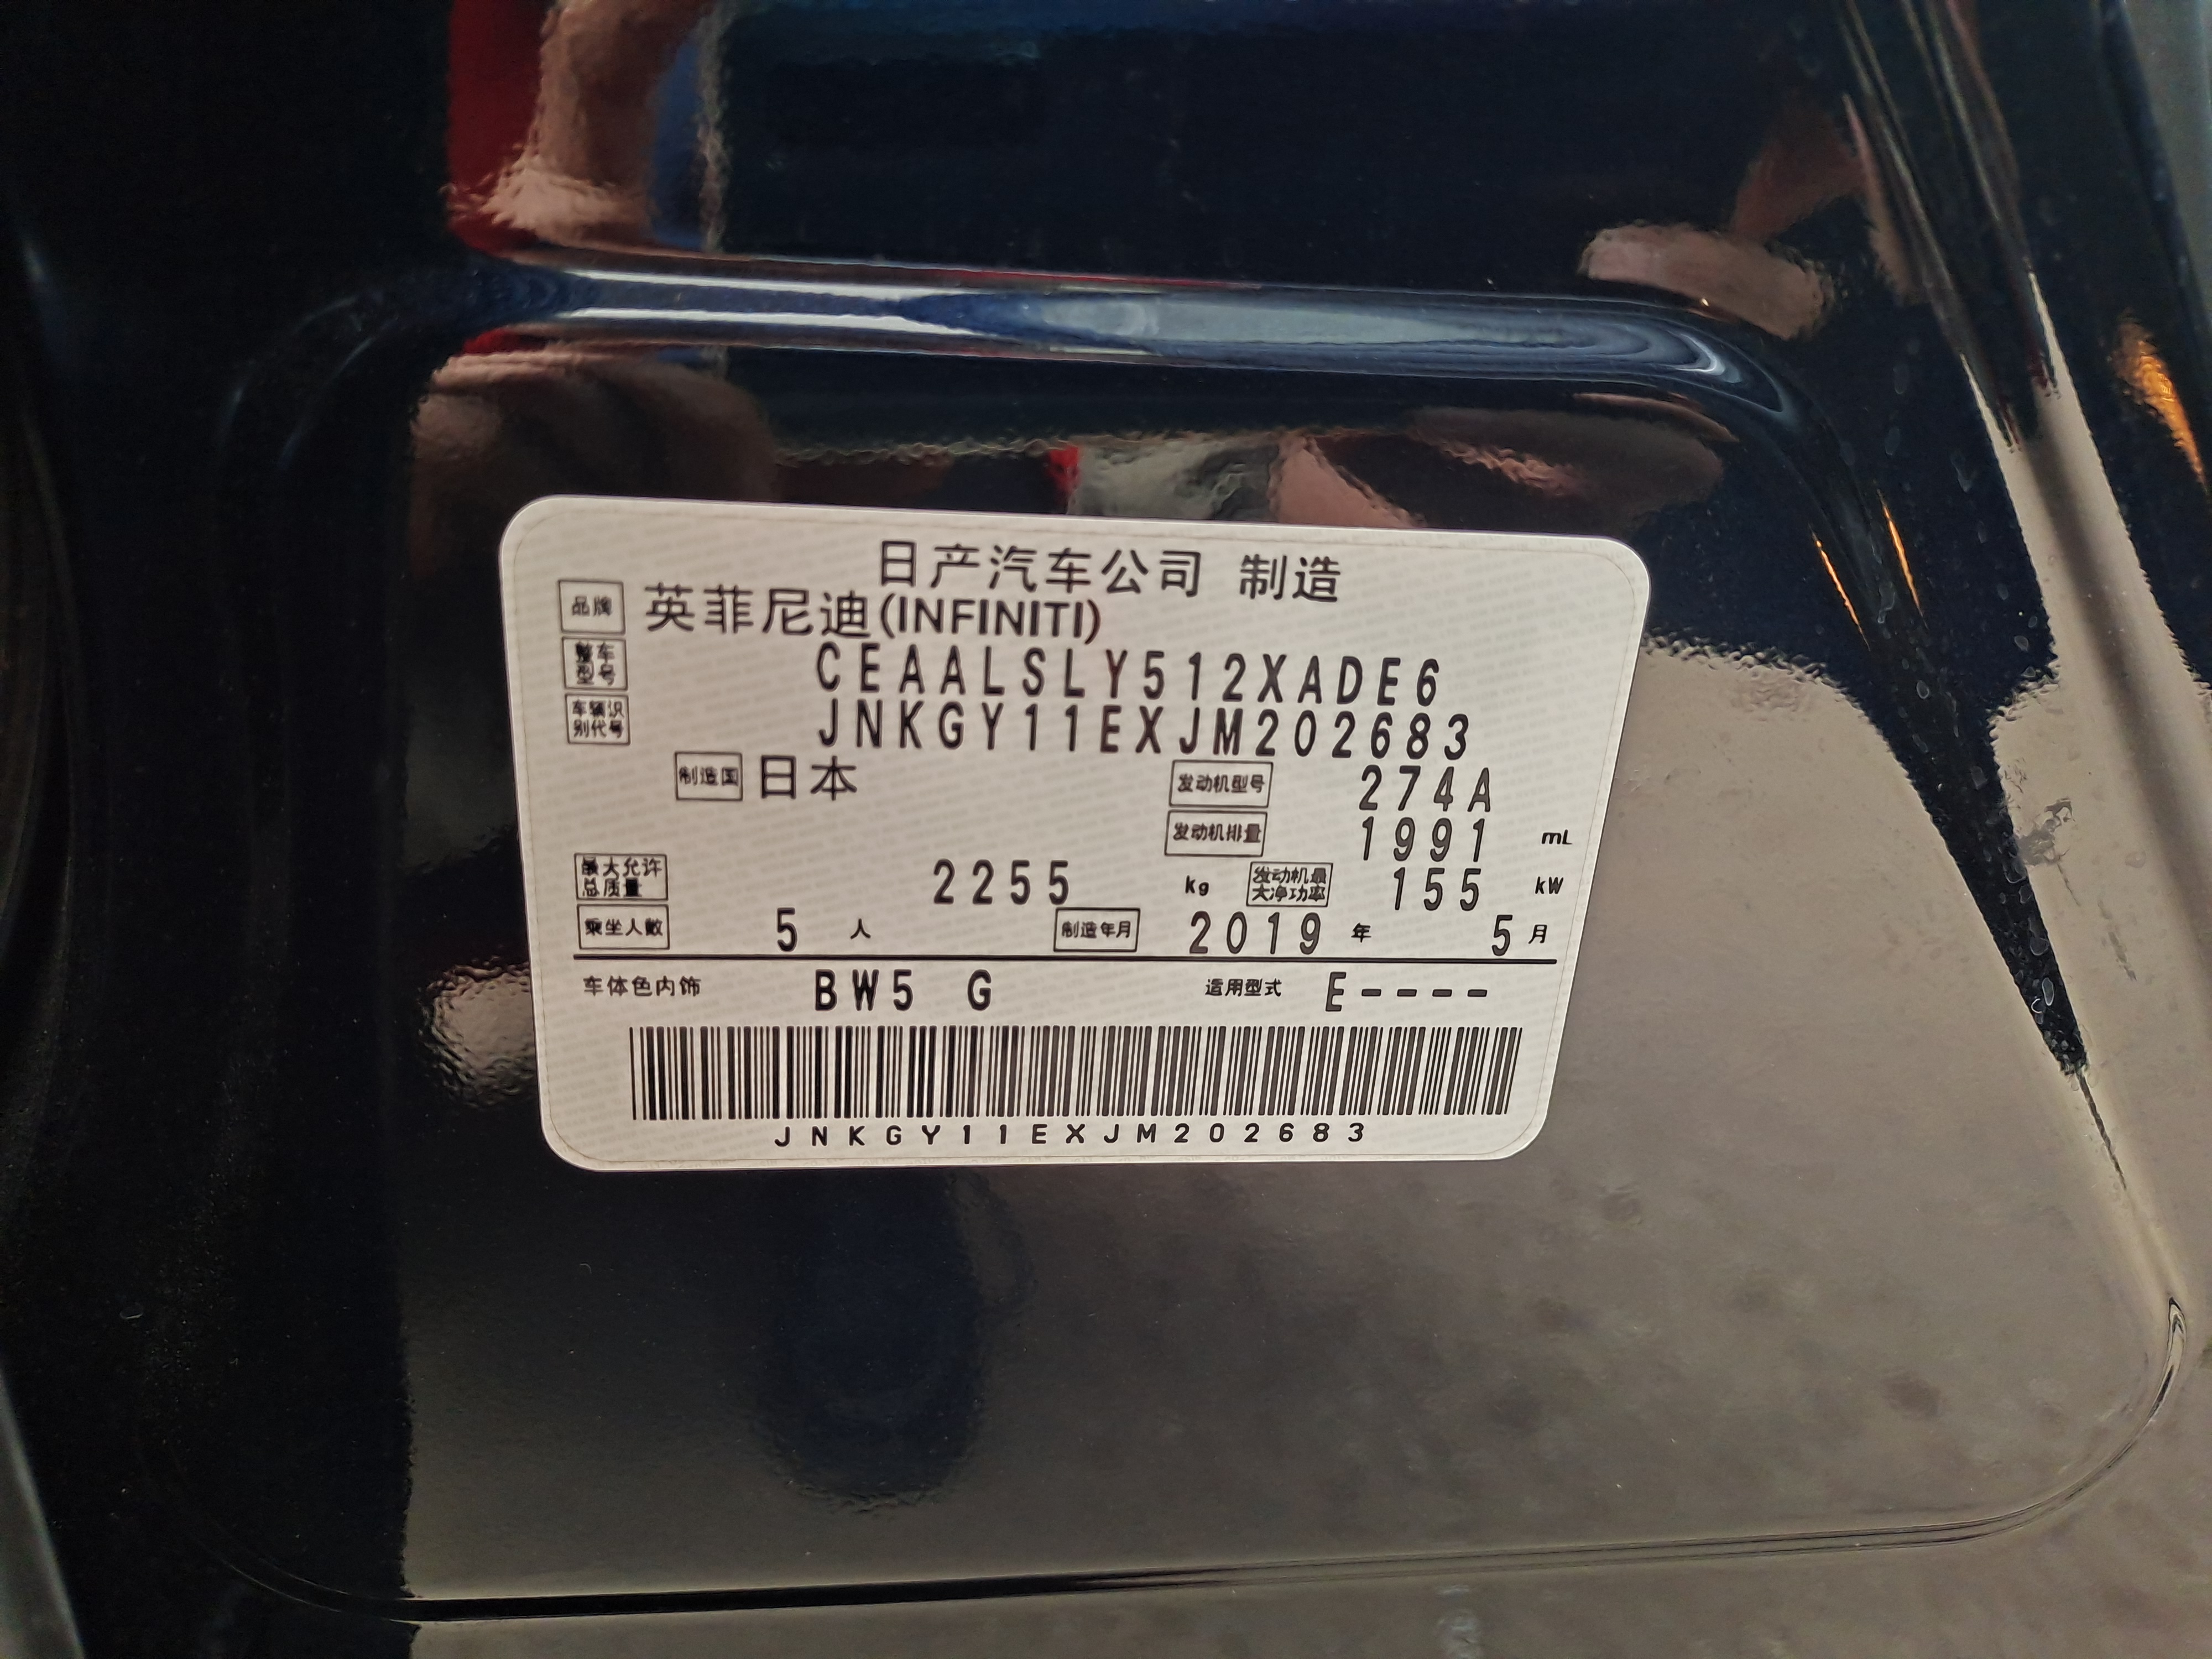 日产汽车公司 制造
品牌 英菲尼迪(INFINITI)
整车型号 CEAALSLY512XADE6
车辆识别代号 JNKGY11EXJM202683
制造国 日本 发动机型号 274A
发动机排量 1991 mL
最大允许总质量 2255 kg 发动机最大净功率 155 kW
乘坐人数 5 人 制造年月 2019 年 5 月
车体色内饰 BW5 G 适用型式 E----
JNKGY11EXJM202683